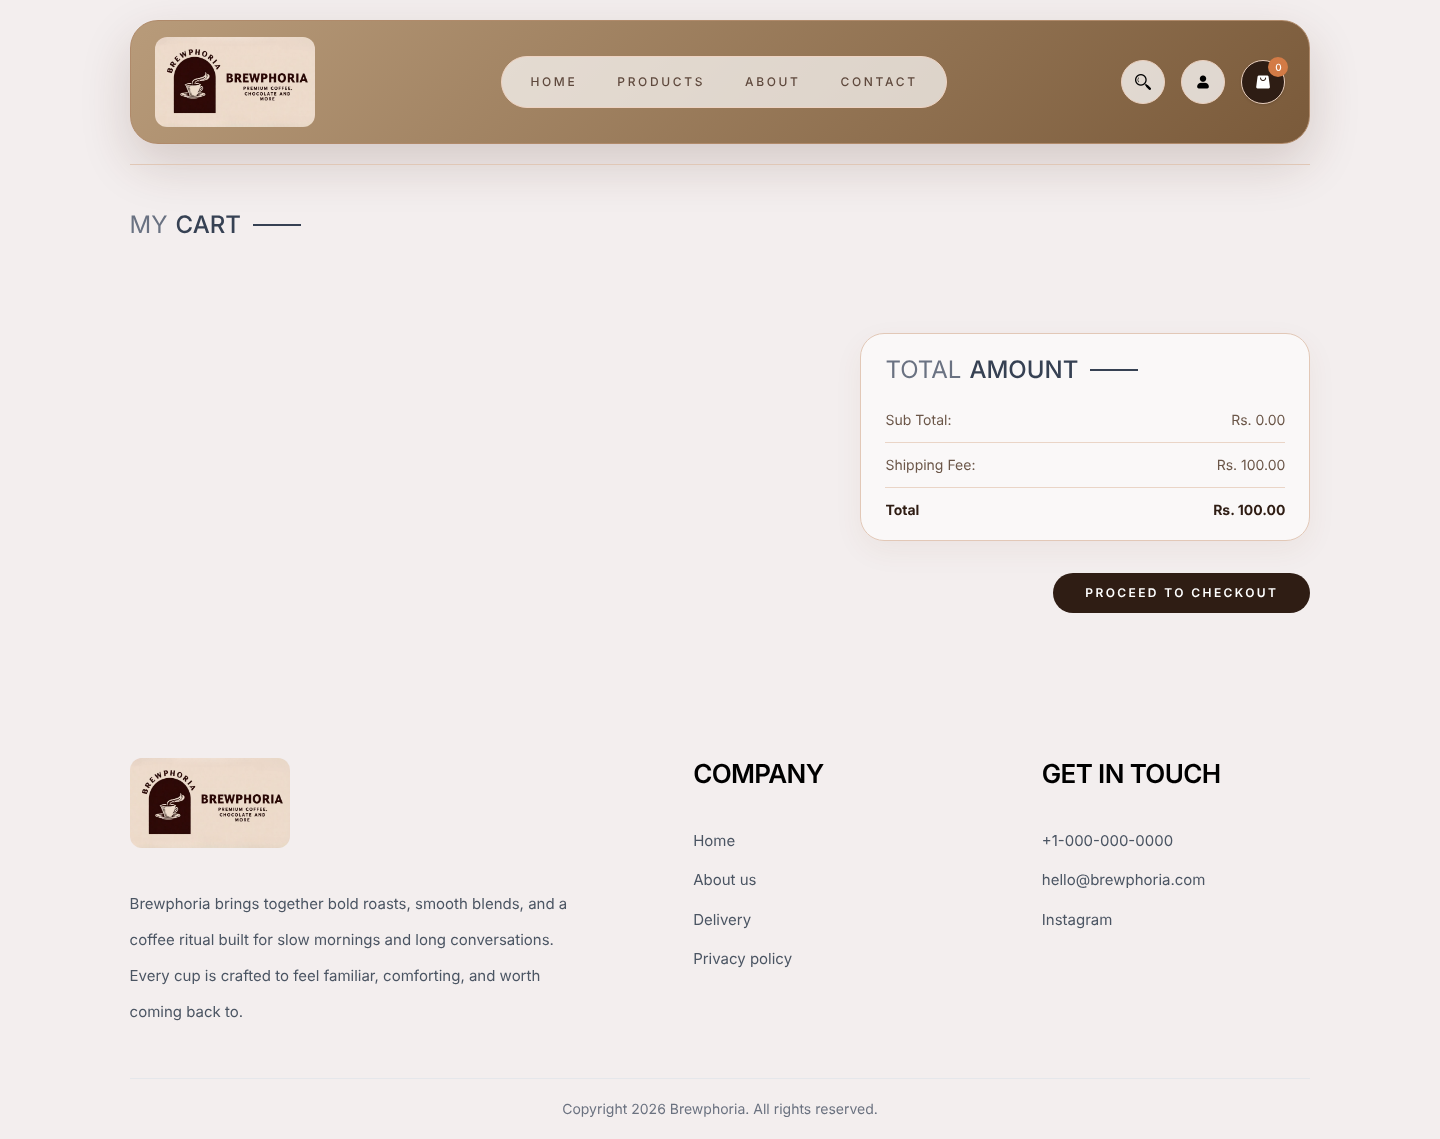 BREWPHORIA
BREWPHORIA
PREMIUM COFFEE,
CHOCOLATE AND
MORE
HOME PRODUCTS ABOUT CONTACT
0
MY CART
TOTAL AMOUNT
Sub Total: Rs. 0.00
Shipping Fee: Rs. 100.00
Total Rs. 100.00
PROCEED TO CHECKOUT
BREWPHORIA
BREWPHORIA
PREMIUM COFFEE,
CHOCOLATE AND
MORE
Brewphoria brings together bold roasts, smooth blends, and a
coffee ritual built for slow mornings and long conversations.
Every cup is crafted to feel familiar, comforting, and worth
coming back to.
COMPANY
Home
About us
Delivery
Privacy policy
GET IN TOUCH
+1-000-000-0000
hello@brewphoria.com
Instagram
Copyright 2026 Brewphoria. All rights reserved.